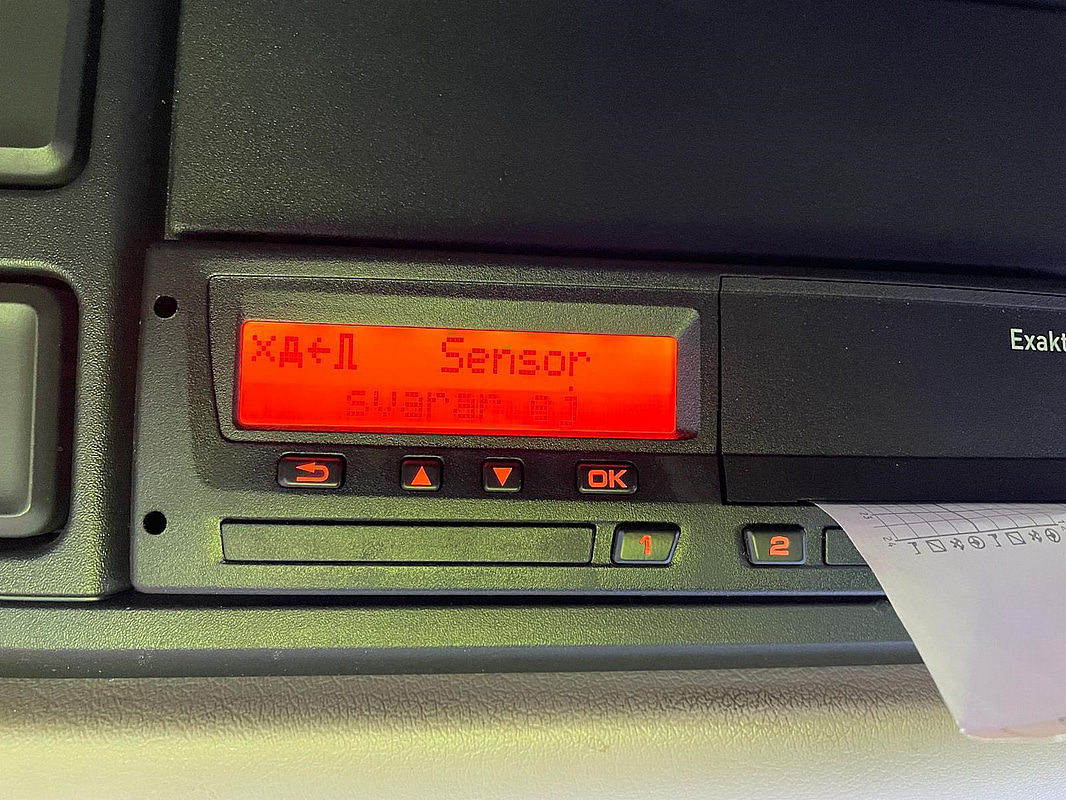 Sensor
svarar ej
OK
1
2
Exakt